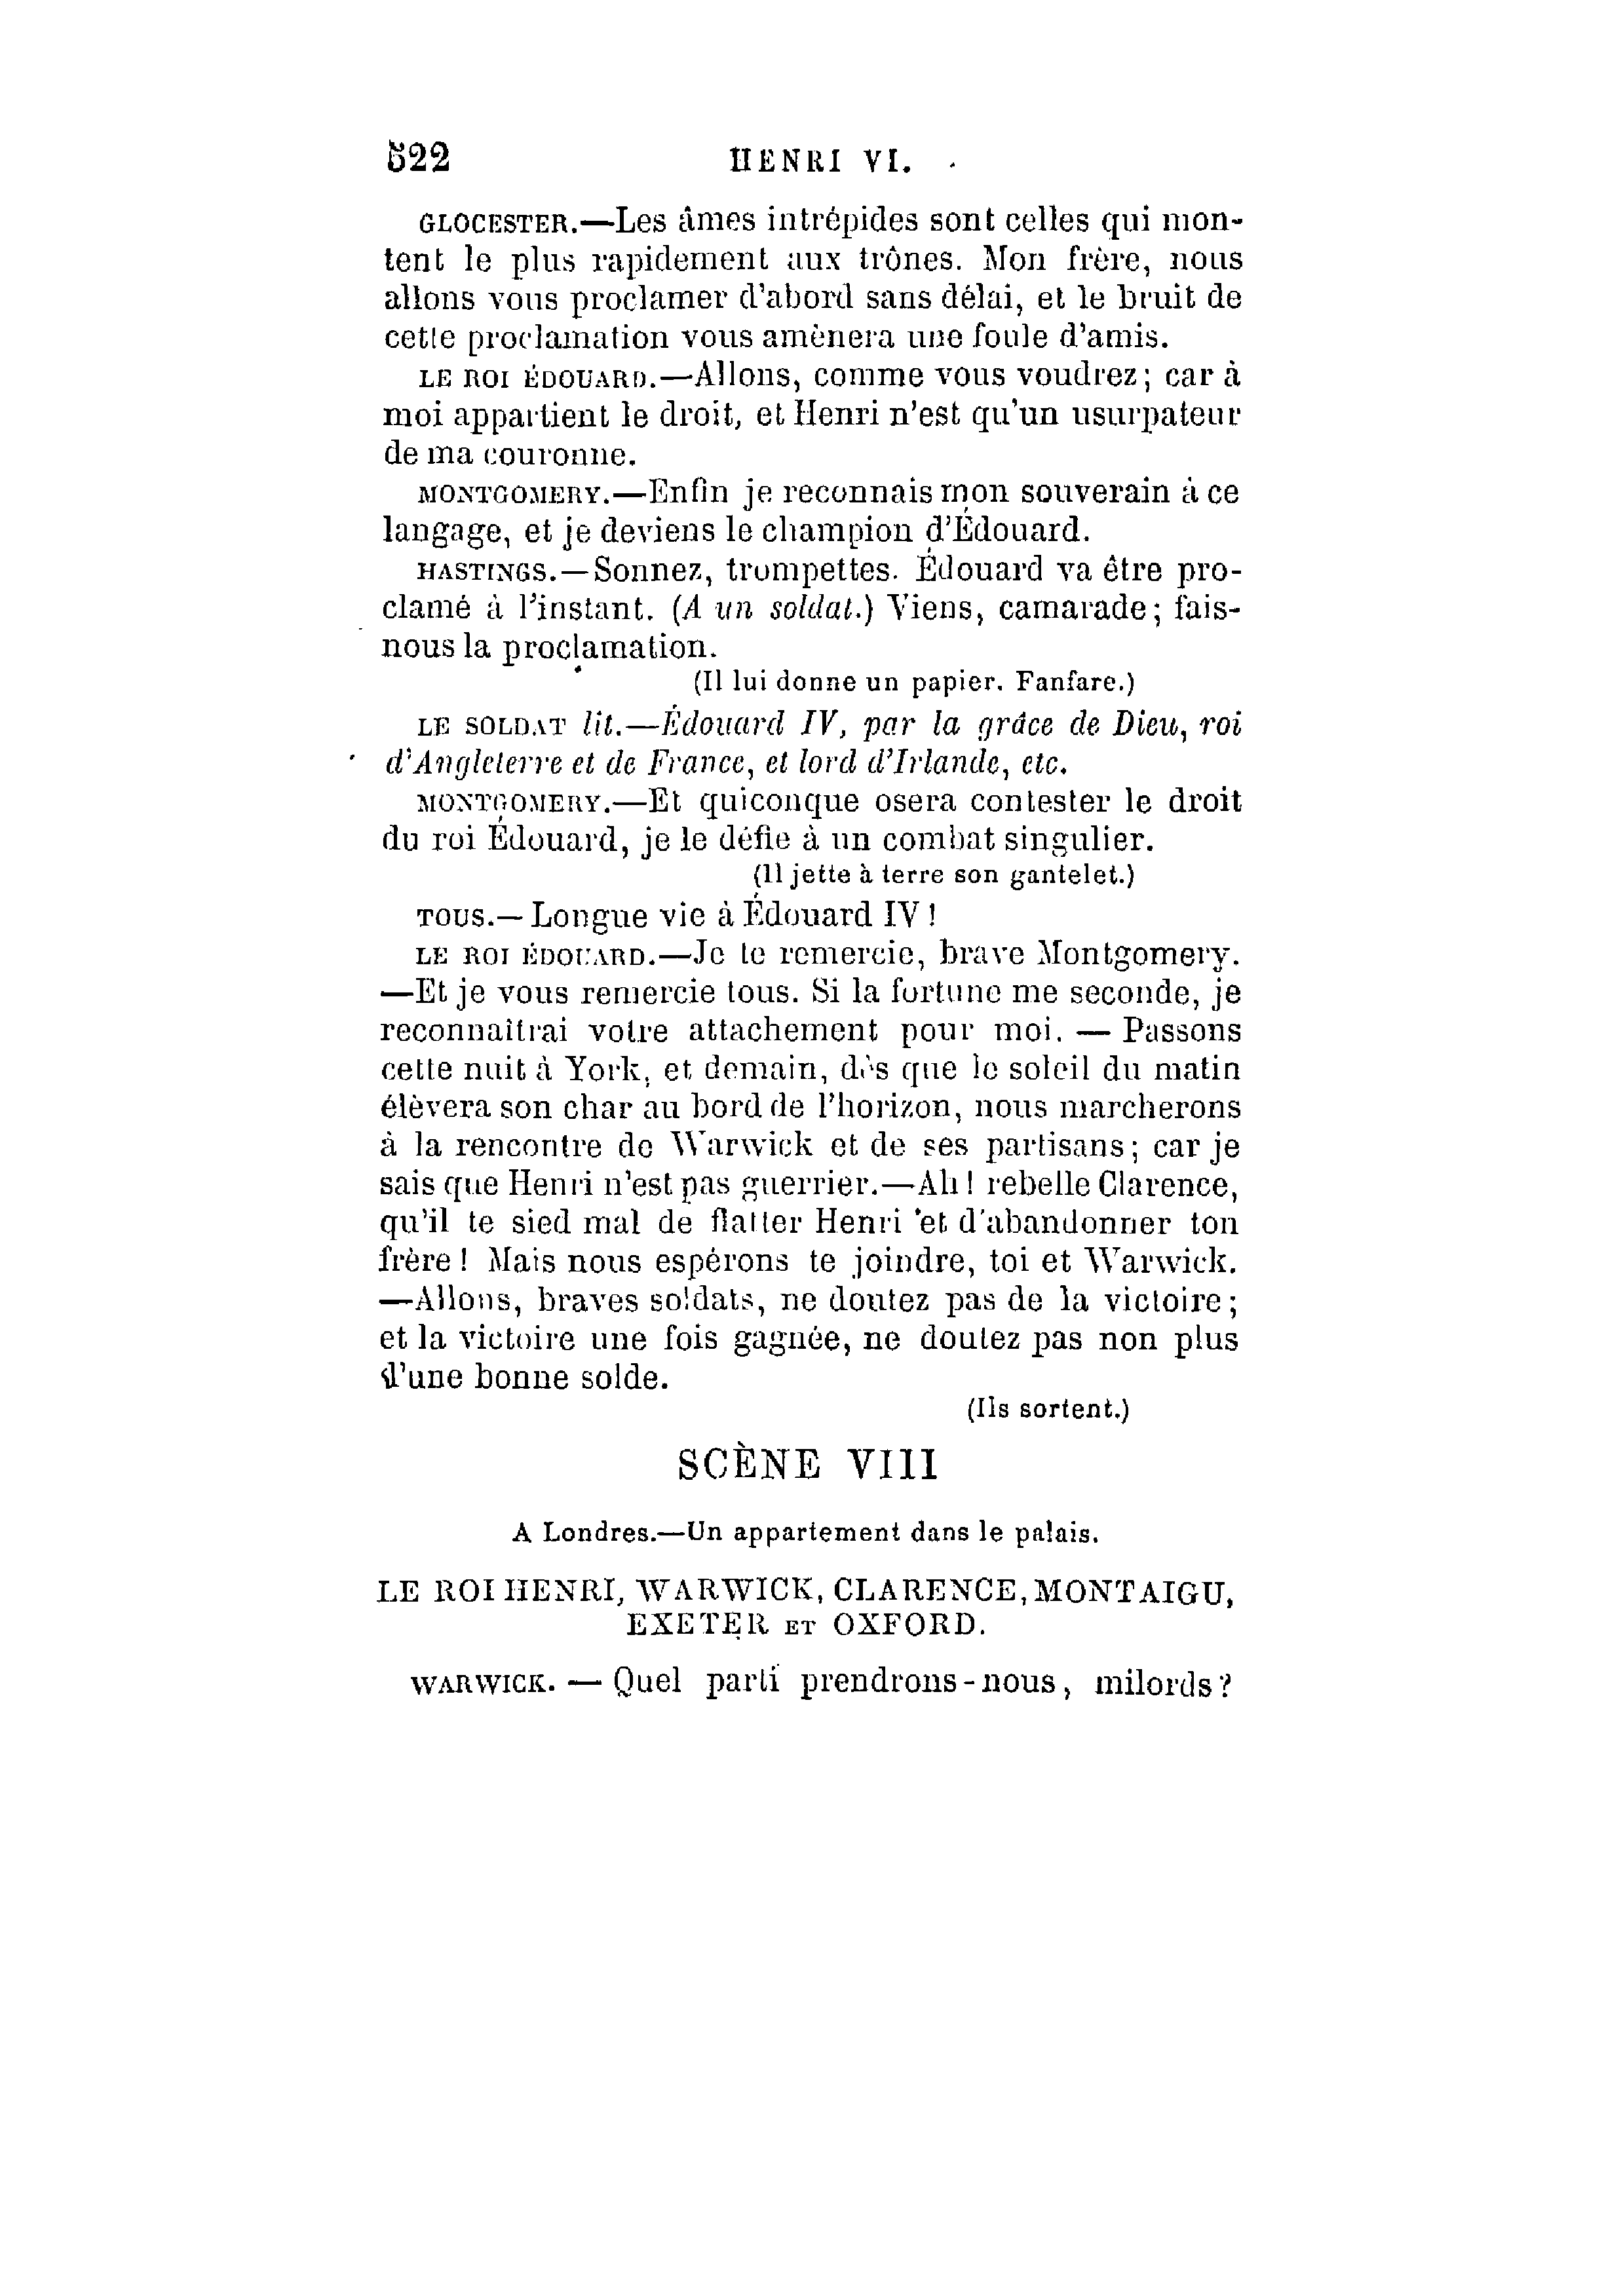 522 HENRI VI.
GLOCESTER.—Les âmes intrépides sont celles qui mon-
tent le plus rapidement aux trônes. Mon frère, nous
allons vous proclamer d'abord sans délai, et le bruit de
cette proclamation vous amènera une foule d'amis.
LE ROI ÉDOUARD.—Allons, comme vous voudrez; car à
moi appartient le droit, et Henri n'est qu'un usurpateur
de ma couronne.
MONTGOMERY.—Enfin je reconnais mon souverain à ce
langage, et je deviens le champion d'Édouard.
HASTINGS.—Sonnez, trompettes. Édouard va être pro-
clamé à l'instant. (A un soldat.) Viens, camarade; fais-
nous la proclamation.
(Il lui donne un papier. Fanfare.)
LE SOLDAT lit.—Édouard IV, par la grâce de Dieu, roi
d'Angleterre et de France, et lord d'Irlande, etc.
MONTGOMERY.—Et quiconque osera contester le droit
du roi Édouard, je le défie à un combat singulier.
(Il jette à terre son gantelet.)
TOUS.—Longue vie à Édouard IV!
LE ROI ÉDOUARD.—Je te remercie, brave Montgomery.
—Et je vous remercie tous. Si la fortune me seconde, je
reconnaîtrai votre attachement pour moi. — Passons
cette nuit à York, et demain, dès que le soleil du matin
élèvera son char au bord de l'horizon, nous marcherons
à la rencontre de Warwick et de ses partisans; car je
sais que Henri n'est pas guerrier.—Ah! rebelle Clarence,
qu'il te sied mal de flatter Henri et d'abandonner ton
frère! Mais nous espérons te joindre, toi et Warwick.
—Allons, braves soldats, ne doutez pas de la victoire;
et la victoire une fois gagnée, ne doutez pas non plus
d'une bonne solde.
(Ils sortent.)
SCÈNE VIII
A Londres.—Un appartement dans le palais.
LE ROI HENRI, WARWICK, CLARENCE, MONTAIGU,
EXETER ET OXFORD.
WARWICK. — Quel parti prendrons-nous, milords?